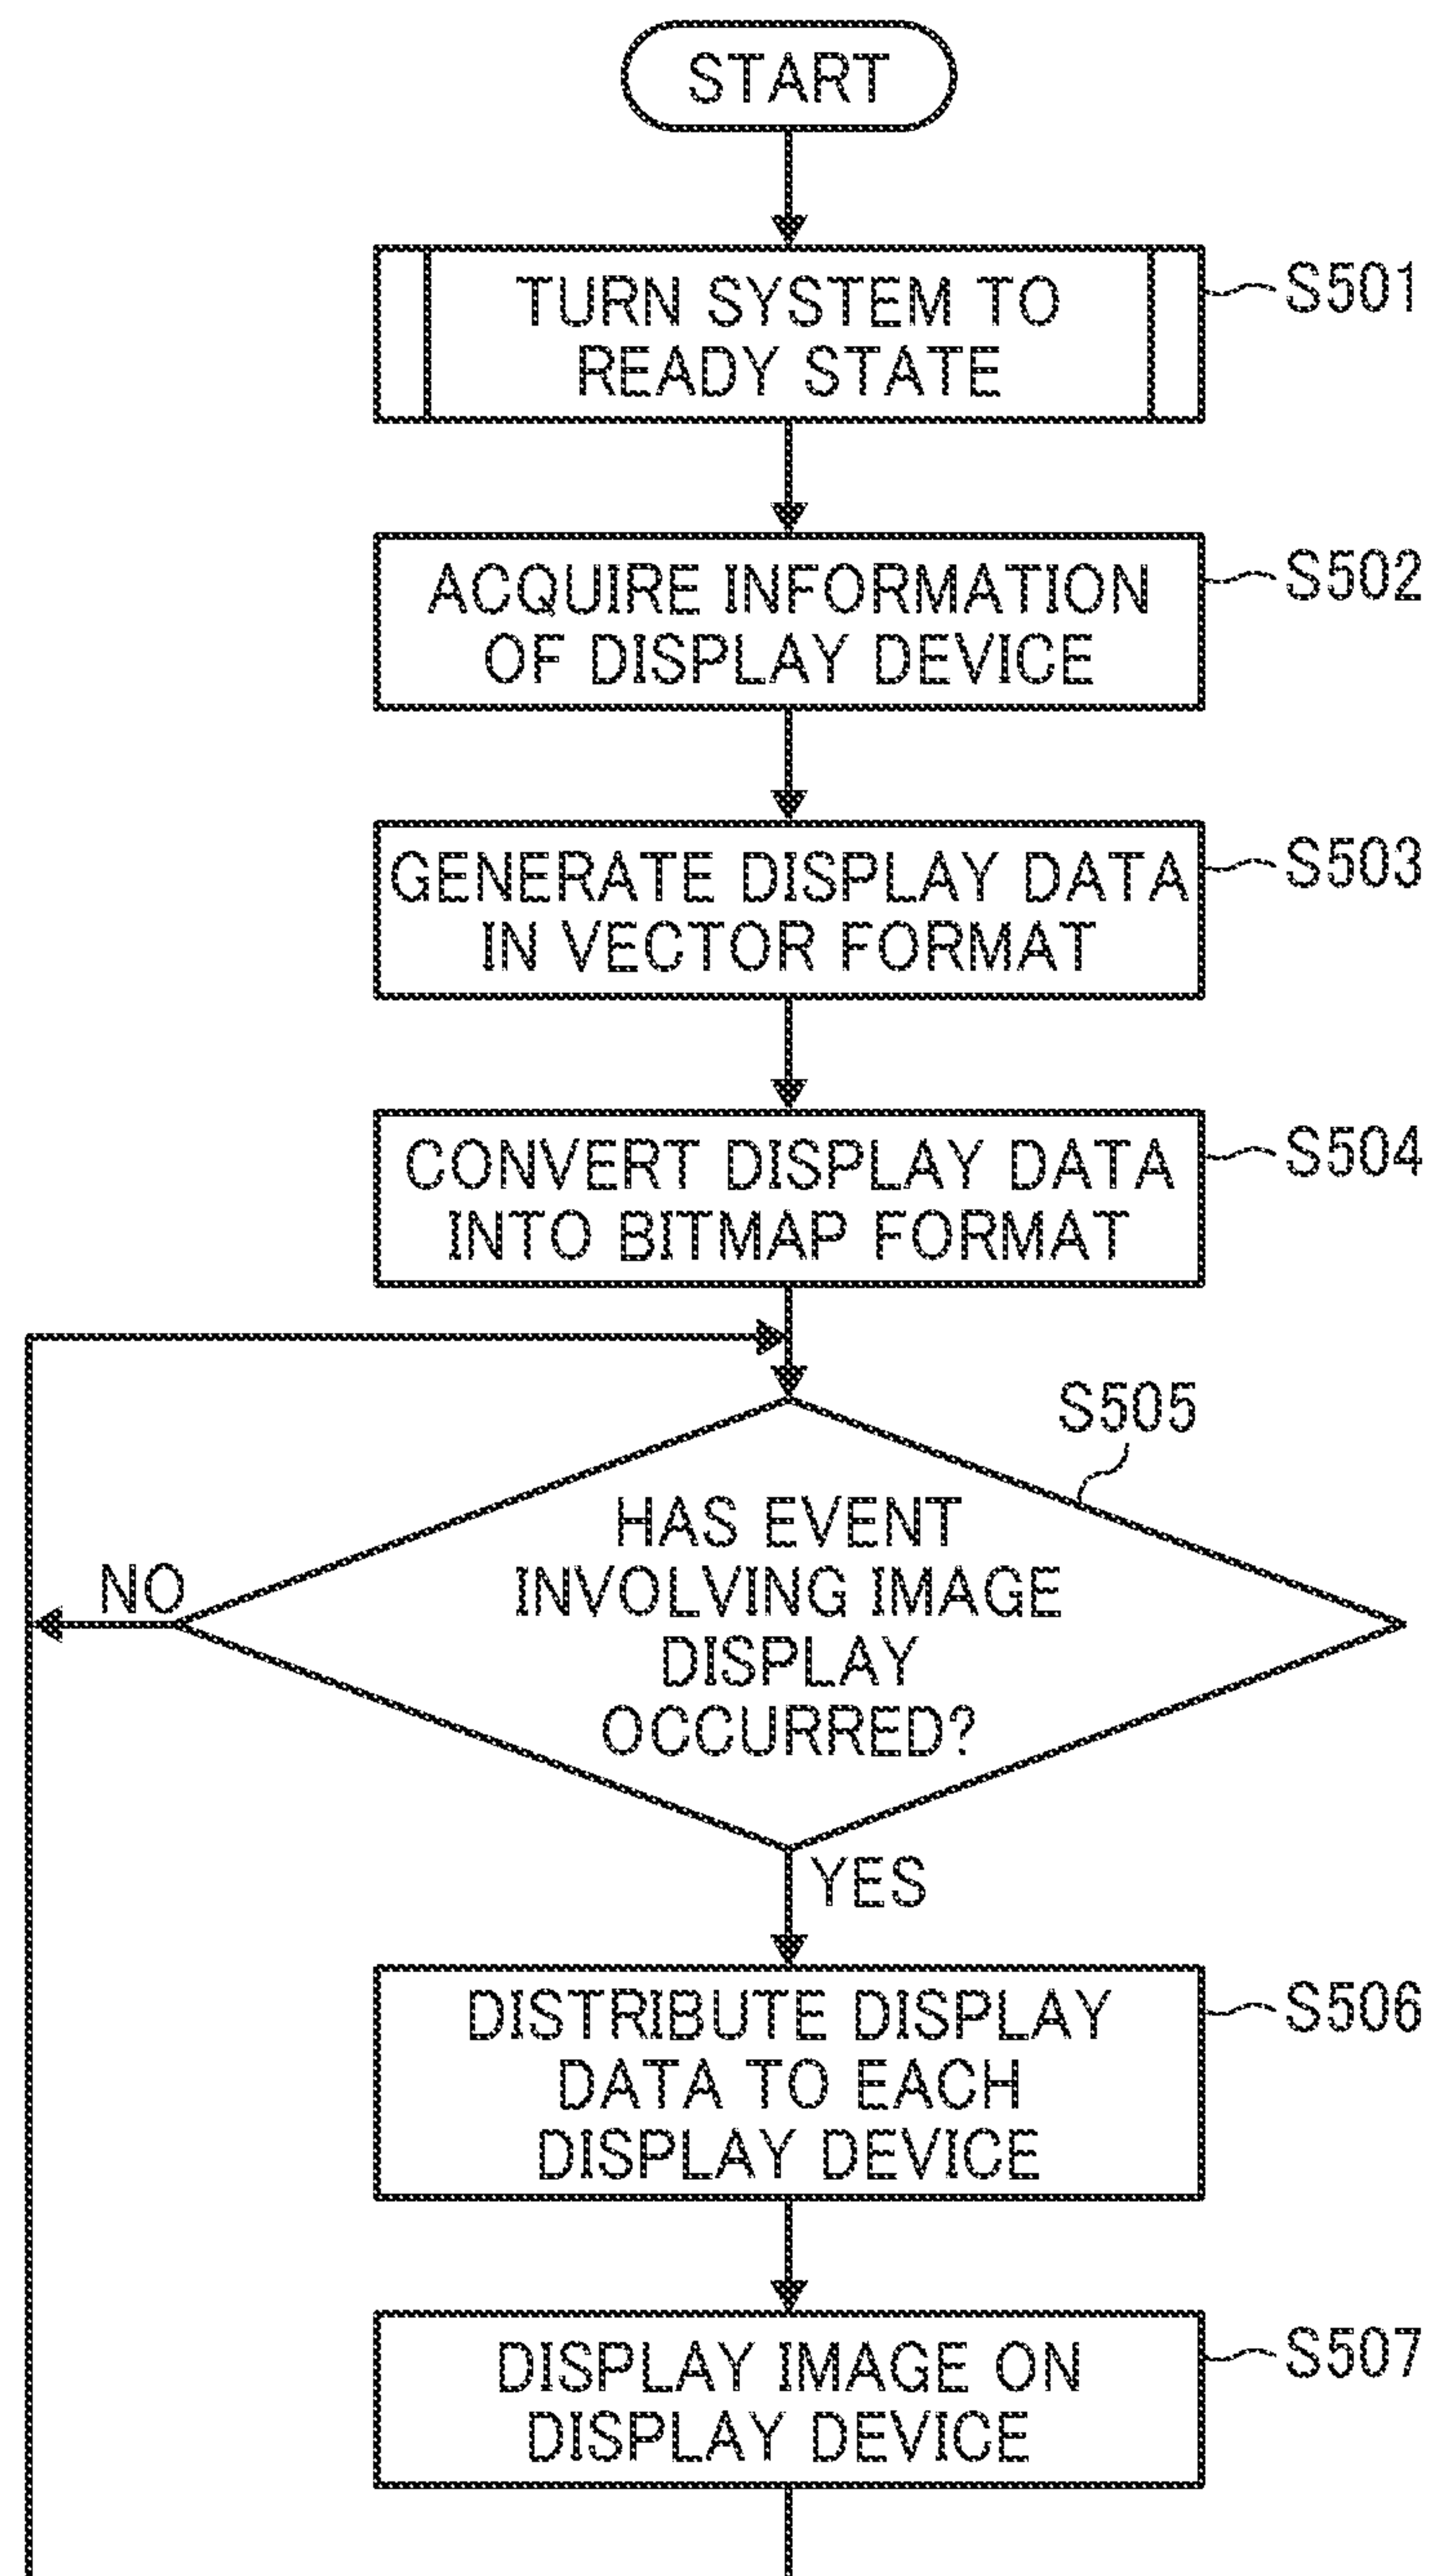 START
TURN SYSTEM TO
READY STATE
S501
ACQUIRE INFORMATION
OF DISPLAY DEVICE
S502
GENERATE DISPLAY DATA
IN VECTOR FORMAT
S503
CONVERT DISPLAY DATA
INTO BITMAP FORMAT
S504
S505
HAS EVENT
INVOLVING IMAGE
DISPLAY
OCCURRED?
NO
YES
DISTRIBUTE DISPLAY
DATA TO EACH
DISPLAY DEVICE
S506
DISPLAY IMAGE ON
DISPLAY DEVICE
S507